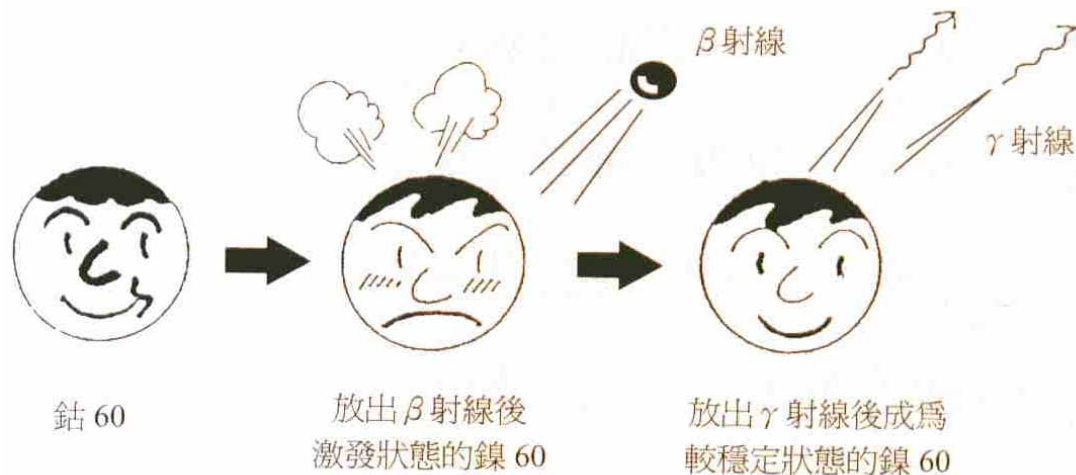 β射線
γ射線
鈷 60
放出β射線後
激發狀態的鎳 60
放出γ射線後成爲
較穩定狀態的鎳 60